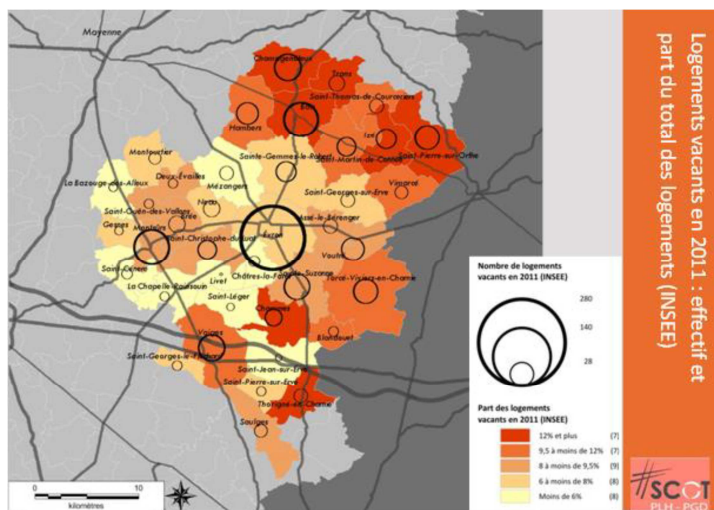 Mayenne
Champgenéteux
Trans
Saint-Thomas-de-Courceriers
Bais
Hambers
Izé
Saint-Pierre-sur-Orthe
Saint-Martin-de-Connée
Sainte-Gemmes-le-Robert
Montourtier
Deux-Evailles
Mézangers
La Bazouge-des-Alleux
Vimarcé
Saint-Georges-sur-Erve
Neau
Saint-Ouën-des-Vallons
Brée
Gesnes
Montsûrs
Assé-le-Bérenger
Evron
Saint-Christophe-du-Luat
Voutré
Saint-Céneré
Châtres-la-Forêt
Livet
Sainte-Suzanne
La Chapelle-Rainsouin
Torcé-Viviers-en-Charnie
Saint-Léger
Chammes
Blandouet
Vaiges
Saint-Georges-le-Fléchard
Saint-Jean-sur-Erve
Saint-Pierre-sur-Erve
Thorigné-en-Charnie
Saulges
10 0 10
kilomètres
Nombre de logements
vacants en 2011 (INSEE)
280
140
28
Part des logements
vacants en 2011 (INSEE)
12% et plus (7)
9,5 à moins de 12% (7)
8 à moins de 9,5% (9)
6 à moins de 8% (8)
Moins de 6% (8)
Logements vacants en 2011 : effectif et
part du total des logements (INSEE)
SCOT
PLH - PGD